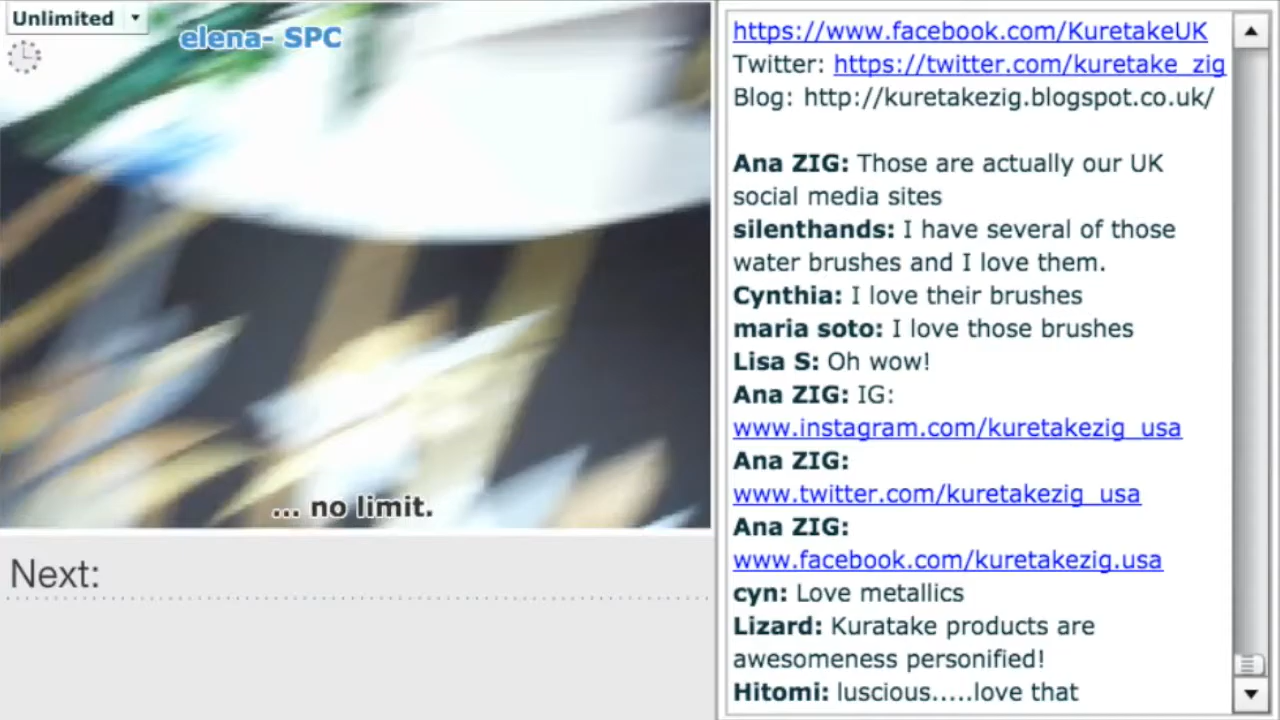 Unlimited
elena- SPC
... no limit.
Next:
https://www.facebook.com/KuretakeUK
Twitter: https://twitter.com/kuretake_zig
Blog: http://kuretakezig.blogspot.co.uk/
Ana ZIG: Those are actually our UK
social media sites
silenthands: I have several of those
water brushes and I love them.
Cynthia: I love their brushes
maria soto: I love those brushes
Lisa S: Oh wow!
Ana ZIG: IG:
www.instagram.com/kuretakezig_usa
Ana ZIG:
www.twitter.com/kuretakezig_usa
Ana ZIG:
www.facebook.com/kuretakezig.usa
cyn: Love metallics
Lizard: Kuratake products are
awesomeness personified!
Hitomi: luscious.....love that